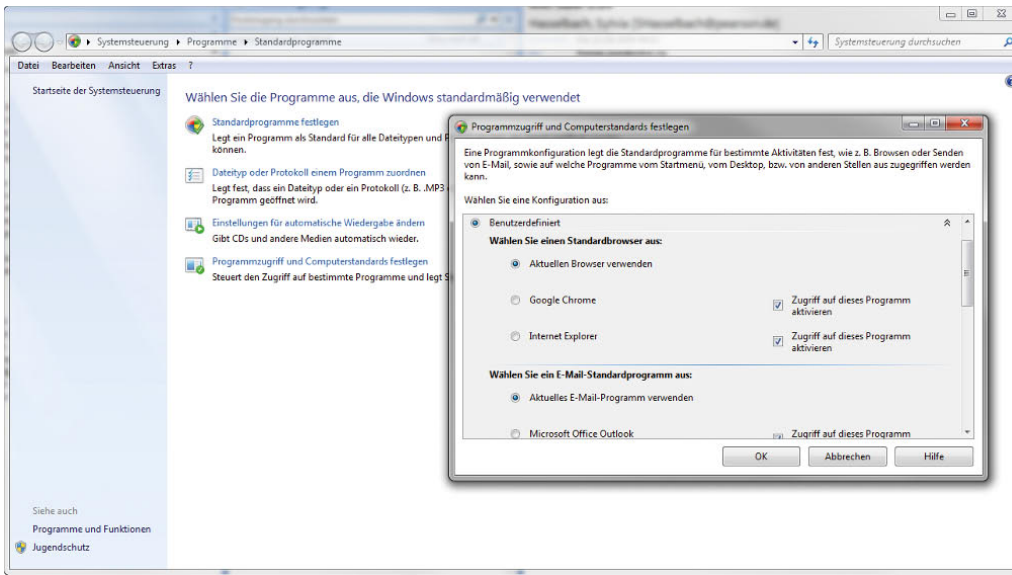 Systemsteuerung ▸ Programme ▸ Standardprogramme
Systemsteuerung durchsuchen
Datei Bearbeiten Ansicht Extras ?
Startseite der Systemsteuerung
Wählen Sie die Programme aus, die Windows standardmäßig verwendet
Standardprogramme festlegen
Legt ein Programm als Standard für alle Dateitypen und P
können.
Dateityp oder Protokoll einem Programm zuordnen
Legt fest, dass ein Dateityp oder ein Protokoll (z. B. .MP3
Programm geöffnet wird.
Einstellungen für automatische Wiedergabe ändern
Gibt CDs und andere Medien automatisch wieder.
Programmzugriff und Computerstandards festlegen
Steuert den Zugriff auf bestimmte Programme und legt S
Siehe auch
Programme und Funktionen
Jugendschutz
Programmzugriff und Computerstandards festlegen
Eine Programmkonfiguration legt die Standardprogramme für bestimmte Aktivitäten fest, wie z. B. Browsen oder Senden
von E-Mail, sowie auf welche Programme vom Startmenü, vom Desktop, bzw. von anderen Stellen aus zugegriffen werden
kann.
Wählen Sie eine Konfiguration aus:
Benutzerdefiniert
Wählen Sie einen Standardbrowser aus:
Aktuellen Browser verwenden
Google Chrome
Zugriff auf dieses Programm
aktivieren
Internet Explorer
Zugriff auf dieses Programm
aktivieren
Wählen Sie ein E-Mail-Standardprogramm aus:
Aktuelles E-Mail-Programm verwenden
Microsoft Office Outlook
Zugriff auf dieses Programm
OK
Abbrechen
Hilfe